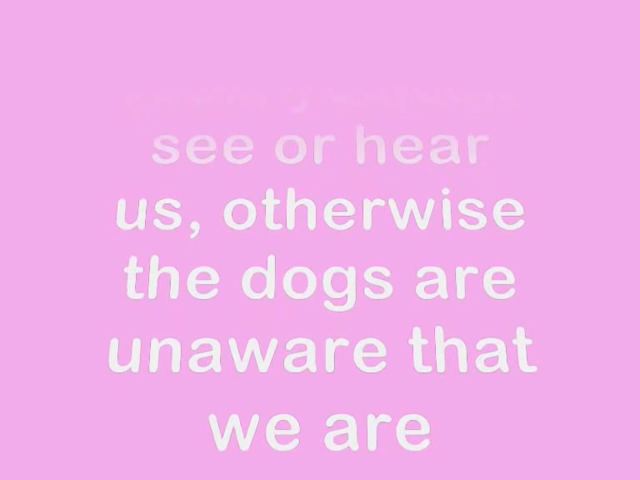 see or hear
us, otherwise
the dogs are
unaware that
we are